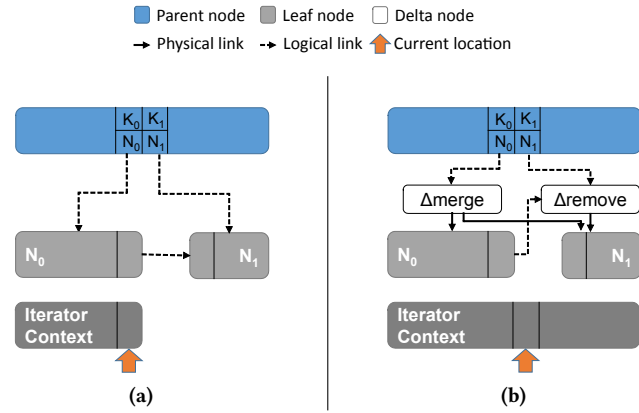 Parent node Leaf node Delta node
Physical link Logical link Current location
K0 K1 K0 K1
N0 N1 N0 N1
Δmerge Δremove
N0 N1 N0 N1
Iterator Iterator
Context Context
(a) (b)